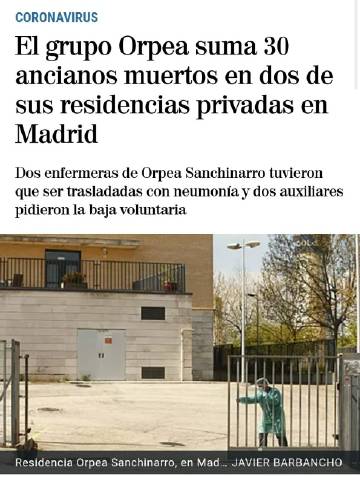 CORONAVIRUS
El grupo Orpea suma 30
ancianos muertos en dos de
sus residencias privadas en
Madrid
Dos enfermeras de Orpea Sanchinarro tuvieron
que ser trasladadas con neumonía y dos auxiliares
pidieron la baja voluntaria
Residencia Orpea Sanchinarro, en Mad... JAVIER BARBANCHO